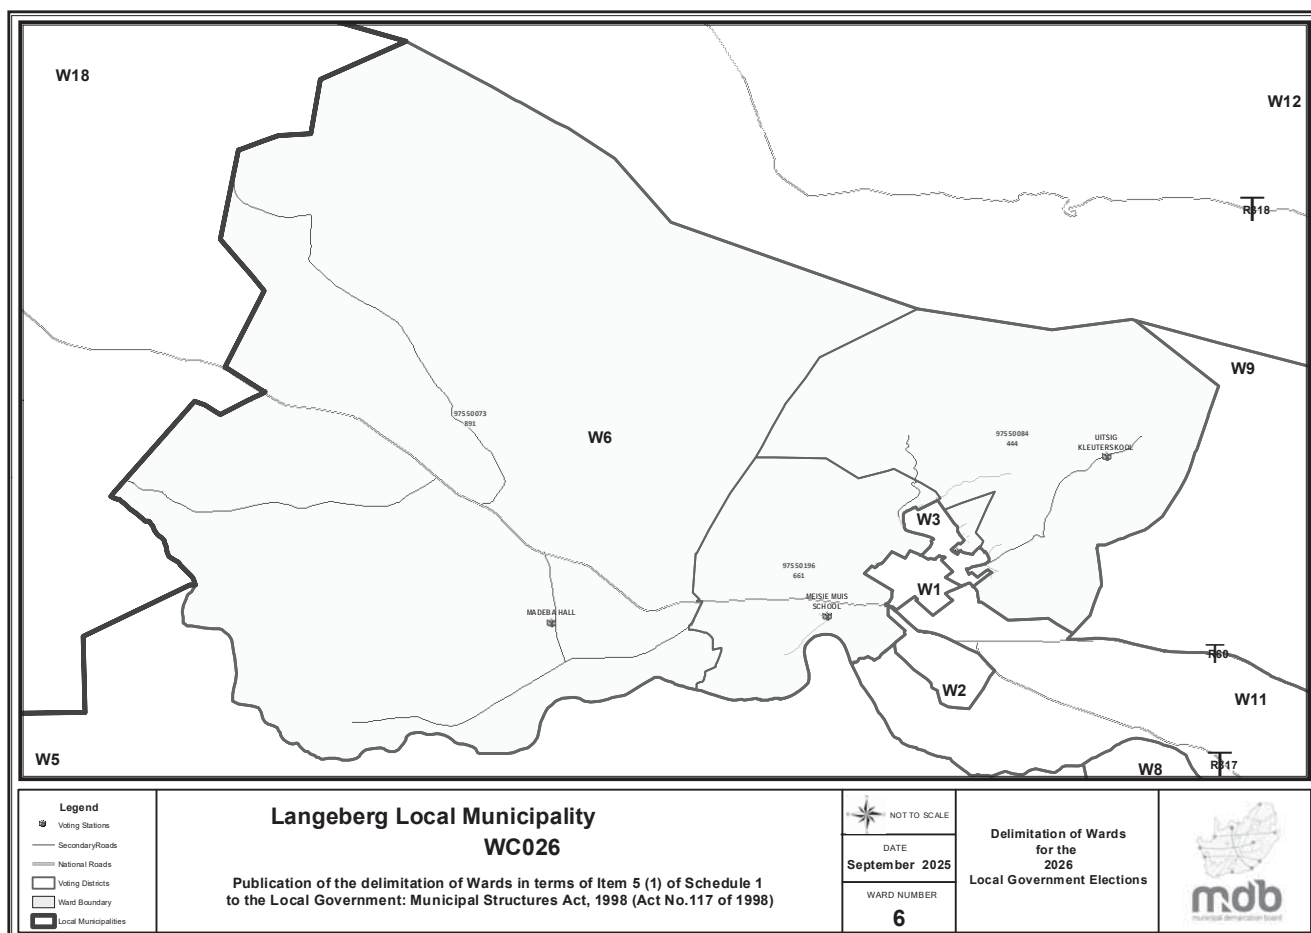 W18
W12
R318
W9
97550073
891
W6
97550084
444
UITSIG
KLEUTERSKOOL
W3
97550196
661
W1
MEISIE MUIS
SCHOOL
MADEBA HALL
R60
W2
W11
W5
W8
R317
Legend
Voting Stations
SecondaryRoads
National Roads
Voting Districts
Ward Boundary
Local Municipalities
Langeberg Local Municipality
WC026
Publication of the delimitation of Wards in terms of Item 5 (1) of Schedule 1
to the Local Government: Municipal Structures Act, 1998 (Act No.117 of 1998)
NOT TO SCALE
DATE
September 2025
WARD NUMBER
6
Delimitation of Wards
for the
2026
Local Government Elections
mdb
municipal demarcation board